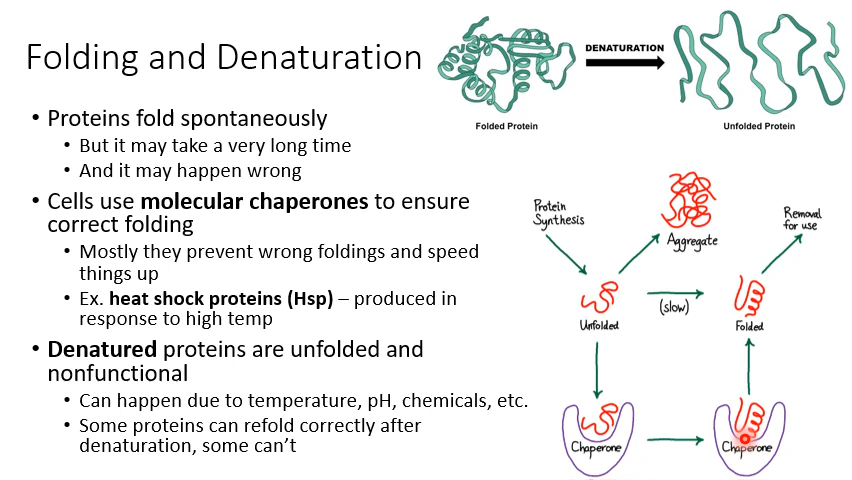 Folding and Denaturation
• Proteins fold spontaneously
• But it may take a very long time
• And it may happen wrong
• Cells use molecular chaperones to ensure
correct folding
• Mostly they prevent wrong foldings and speed
things up
• Ex. heat shock proteins (Hsp) – produced in
response to high temp
• Denatured proteins are unfolded and
nonfunctional
• Can happen due to temperature, pH, chemicals, etc.
• Some proteins can refold correctly after
denaturation, some can't
DENATURATION
Folded Protein
Unfolded Protein
Protein
Synthesis
Aggregate
Removal
for use
Unfolded
(slow)
Folded
Chaperone
Chaperone